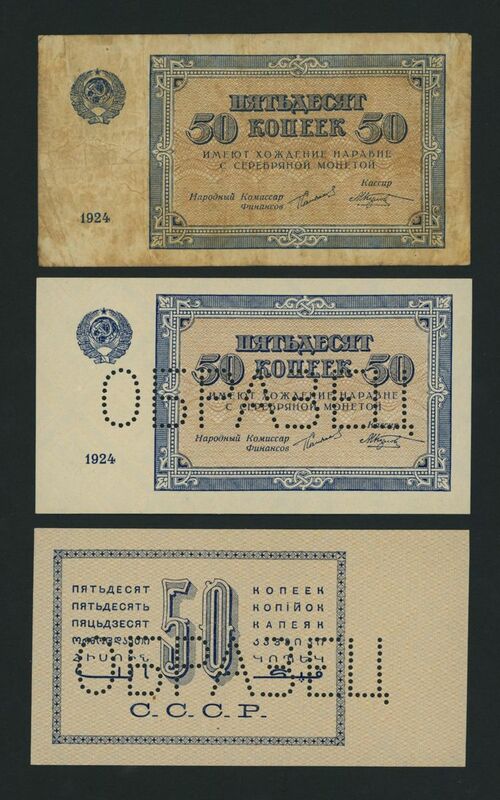 ПЯТЬДЕСЯТ
50 КОПЕЕК 50
ИМЕЮТ ХОЖДЕНИЕ НАРАВНЕ
С СЕРЕБРЯНОЙ МОНЕТОЙ
Кассир
Народный Комиссар
Финансов
1924
ПЯТЬДЕСЯТ
50 КОПЕЕК 50
ОБРАЗЕЦ
ИМЕЮТ ХОЖДЕНИЕ НАРАВНЕ
С СЕРЕБРЯНОЙ МОНЕТОЙ
Кассир
Народный Комиссар
Финансов
1924
50
ПЯТЬДЕСЯТ КОПЕЕК
ПЯТЬДЕСЯТЬ КОПІЙОК
ПЯЦЬДЗЕСЯТ КАПЕЯК
ОБРАЗЕЦ
С.С.С.Р.